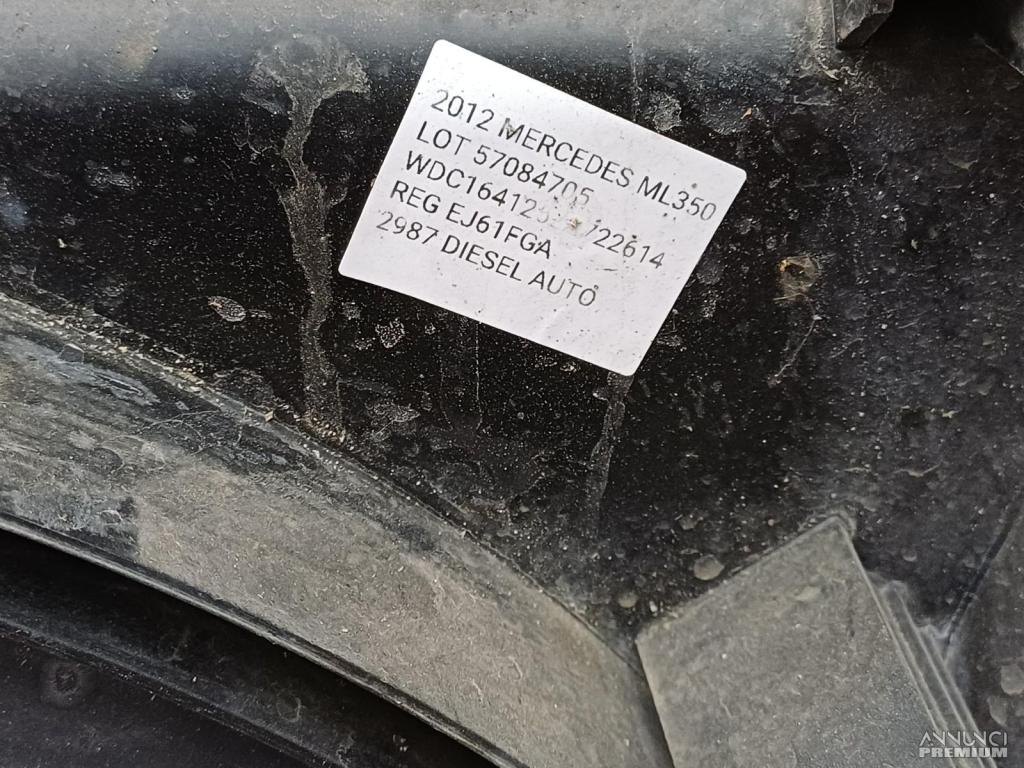 2012 MERCEDES ML350
LOT 57084705
REG EJ61FGA
2987 DIESEL AUTO
ANNUNCI
PREMIUM